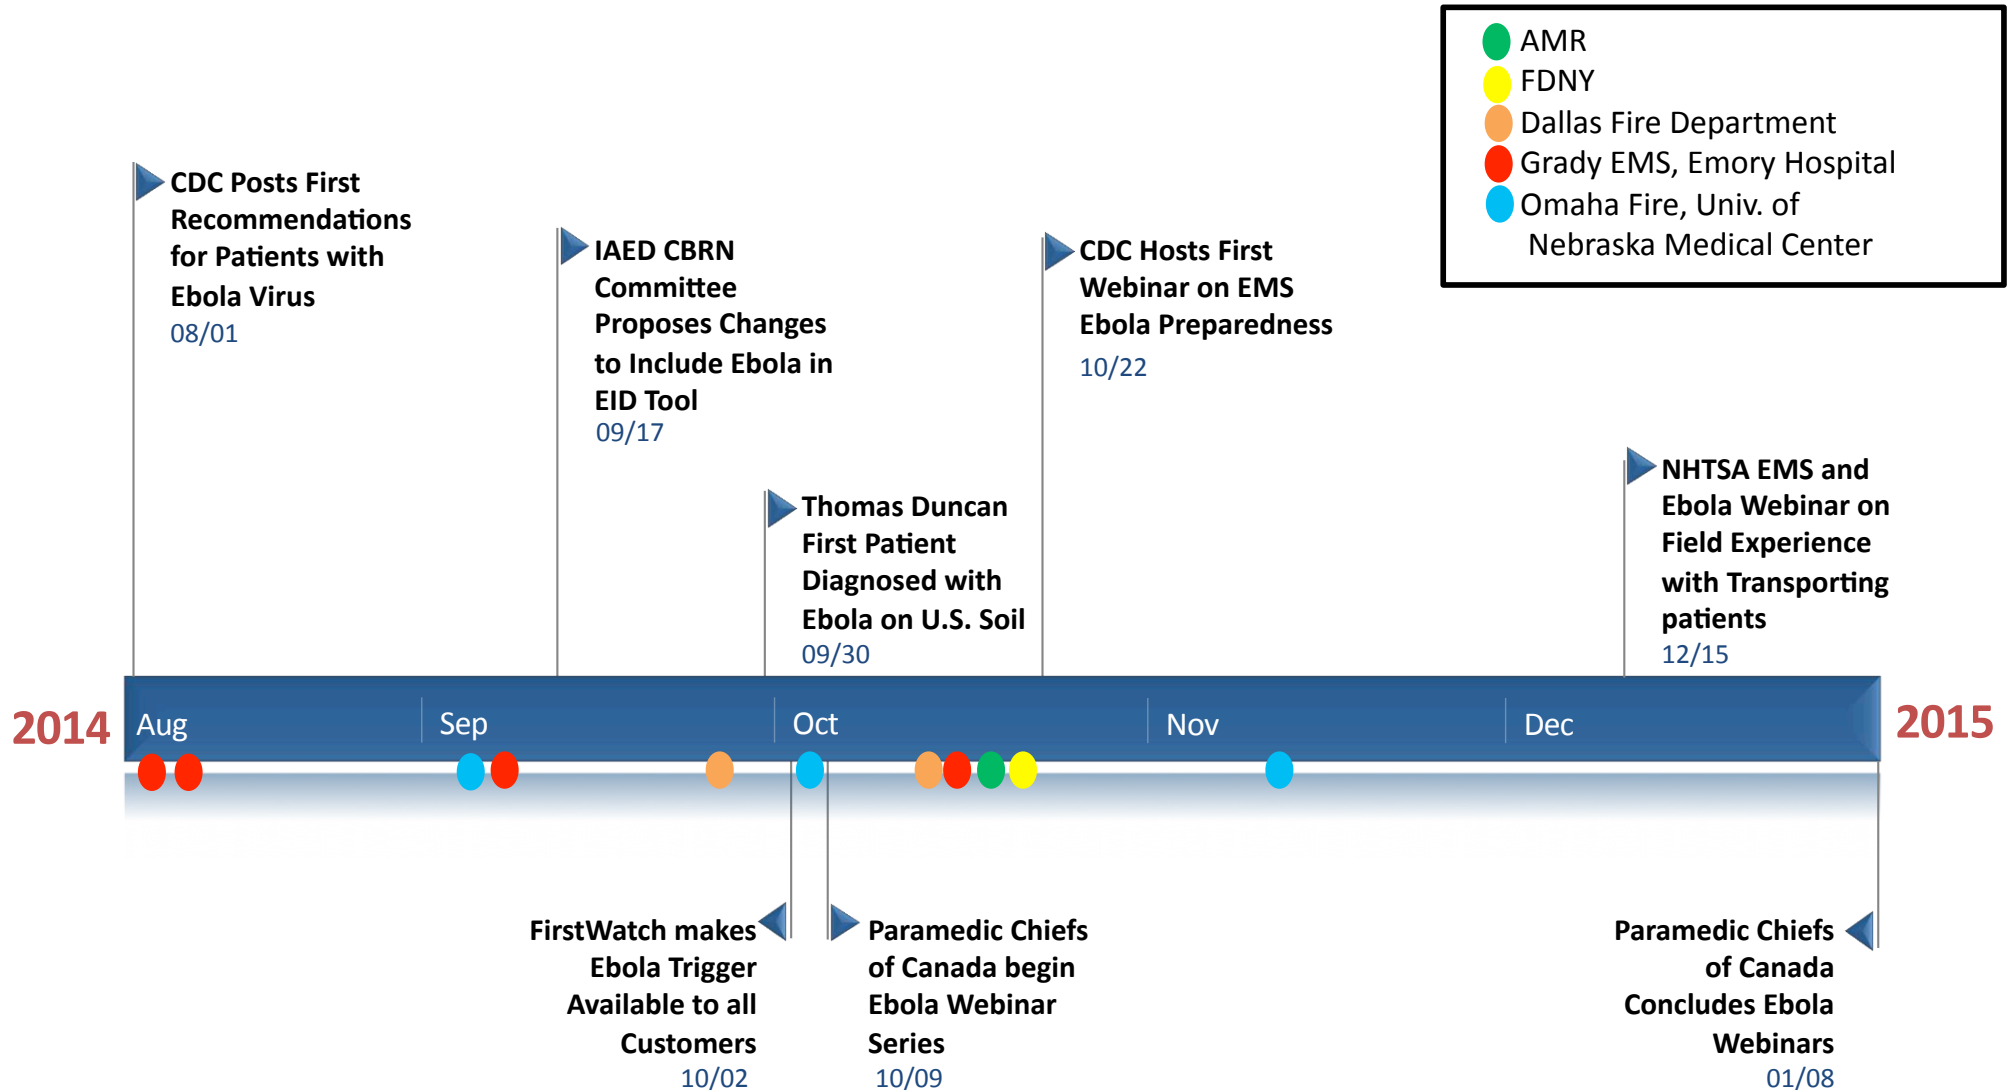 AMR
FDNY
Dallas Fire Department
Grady EMS, Emory Hospital
Omaha Fire, Univ. of
Nebraska Medical Center
CDC Posts First
Recommendations
for Patients with
Ebola Virus
08/01
IAED CBRN
Committee
Proposes Changes
to Include Ebola in
EID Tool
09/17
Thomas Duncan
First Patient
Diagnosed with
Ebola on U.S. Soil
09/30
CDC Hosts First
Webinar on EMS
Ebola Preparedness
10/22
NHTSA EMS and
Ebola Webinar on
Field Experience
with Transporting
patients
12/15
2014
Aug
Sep
Oct
Nov
Dec
2015
FirstWatch makes
Ebola Trigger
Available to all
Customers
10/02
Paramedic Chiefs
of Canada begin
Ebola Webinar
Series
10/09
Paramedic Chiefs
of Canada
Concludes Ebola
Webinars
01/08